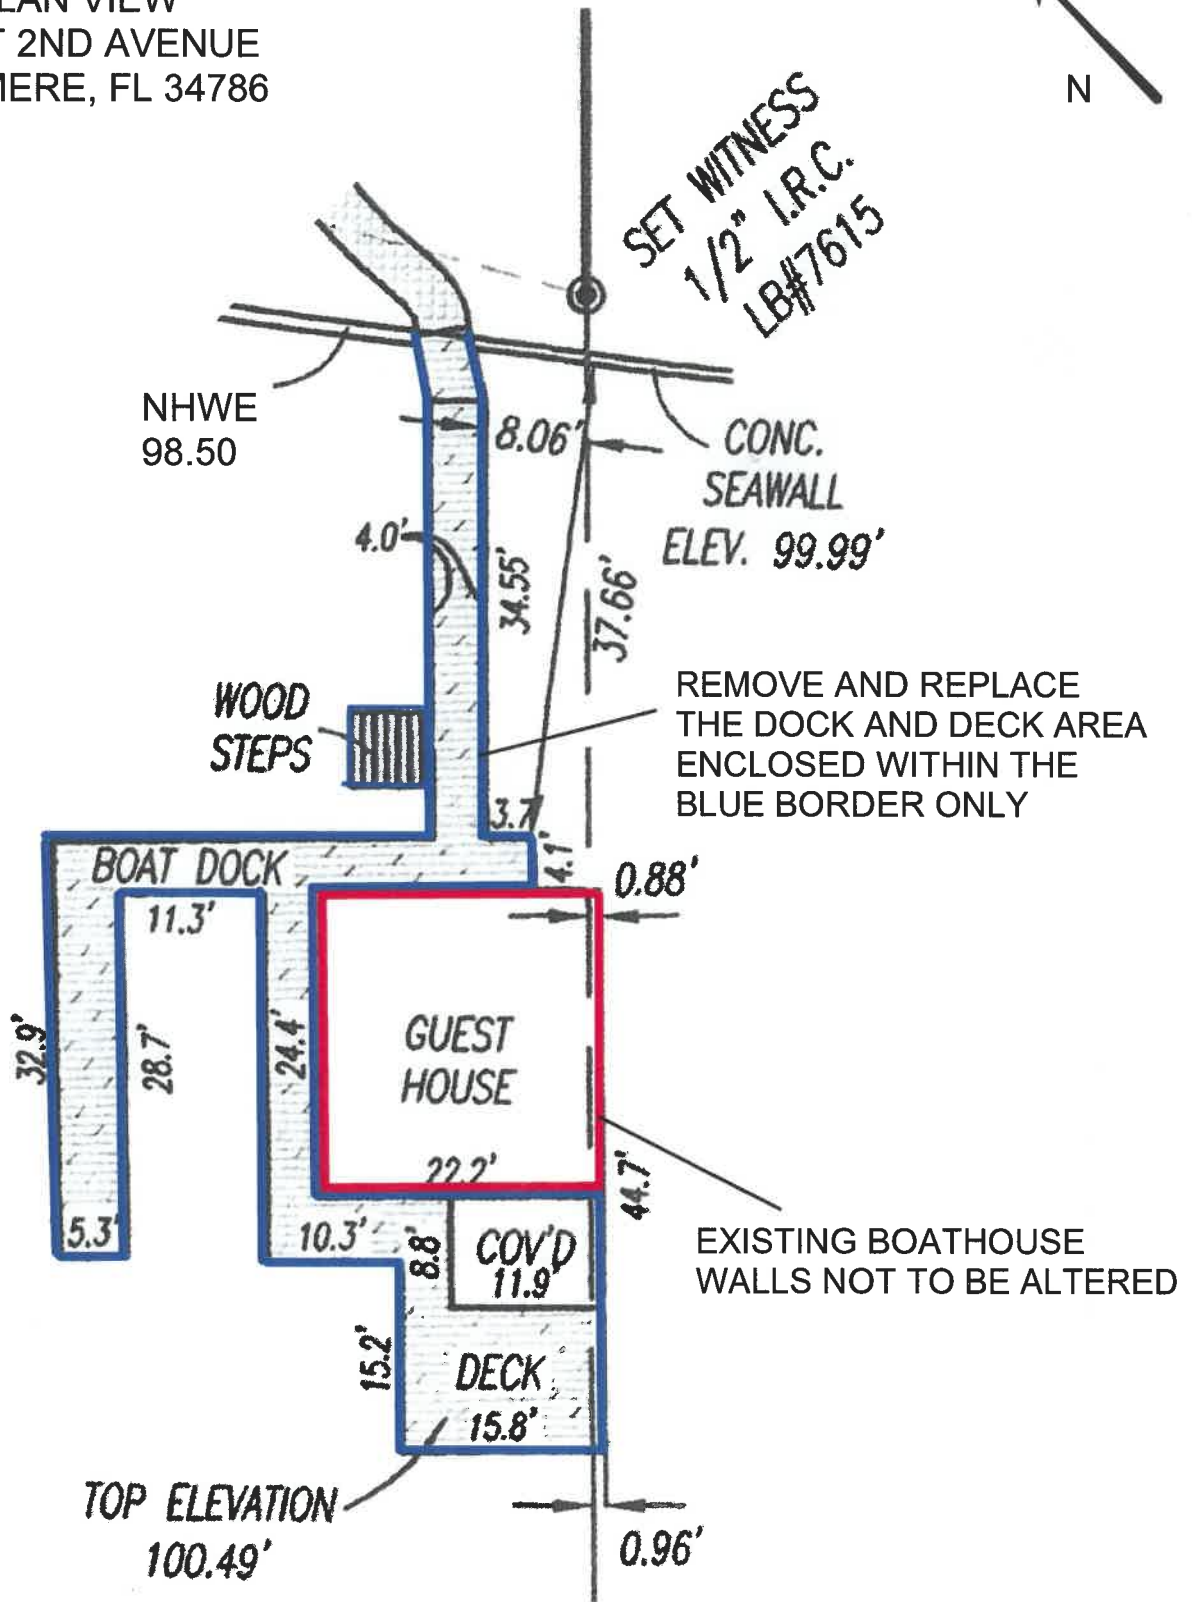 PLAN VIEW
2ND AVENUE
MERE, FL 34786
N
SET WITNESS
1/2" I.R.C.
LB#7615
NHWE
98.50
8.06'
CONC.
SEAWALL
ELEV. 99.99'
4.0'
34.55'
37.66'
WOOD
STEPS
REMOVE AND REPLACE
THE DOCK AND DECK AREA
ENCLOSED WITHIN THE
BLUE BORDER ONLY
3.7'
4.1'
BOAT DOCK
11.3'
0.88'
32.9'
28.7'
24.4'
GUEST
HOUSE
22.2'
44.7'
5.3'
10.3'
8.8'
COV'D
11.9'
EXISTING BOATHOUSE
WALLS NOT TO BE ALTERED
15.2'
DECK
15.8'
TOP ELEVATION
100.49'
0.96'